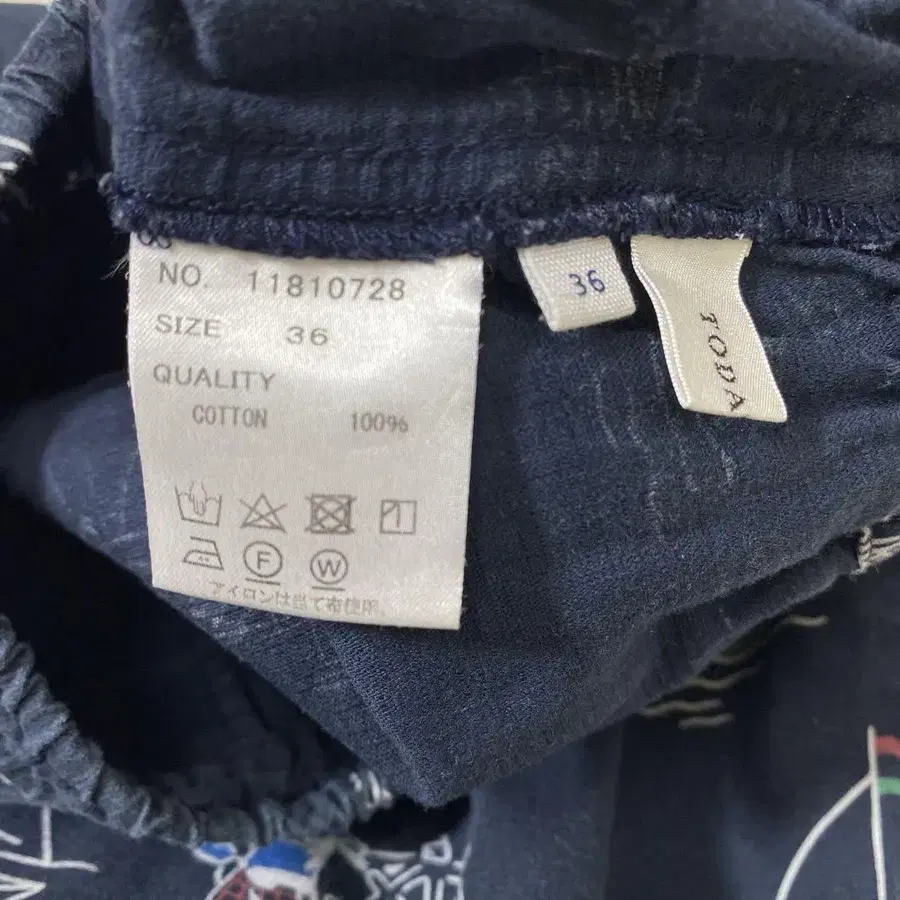 NO. 11810728
SIZE 36
QUALITY
COTTON 100%
F
W
アイロンは当て布使用。
36
TODA